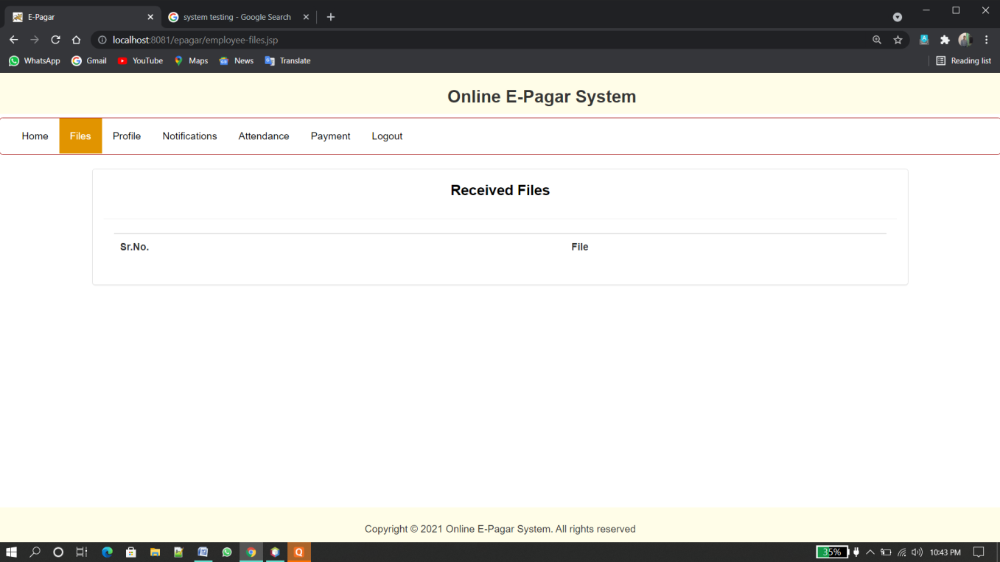 E-Pagar
system testing - Google Search
localhost:8081/epagar/employee-files.jsp
WhatsApp Gmail YouTube Maps News Translate Reading list
Online E-Pagar System
Home Files Profile Notifications Attendance Payment Logout
Received Files
Sr.No. File
Copyright © 2021 Online E-Pagar System. All rights reserved
35% 10:43 PM